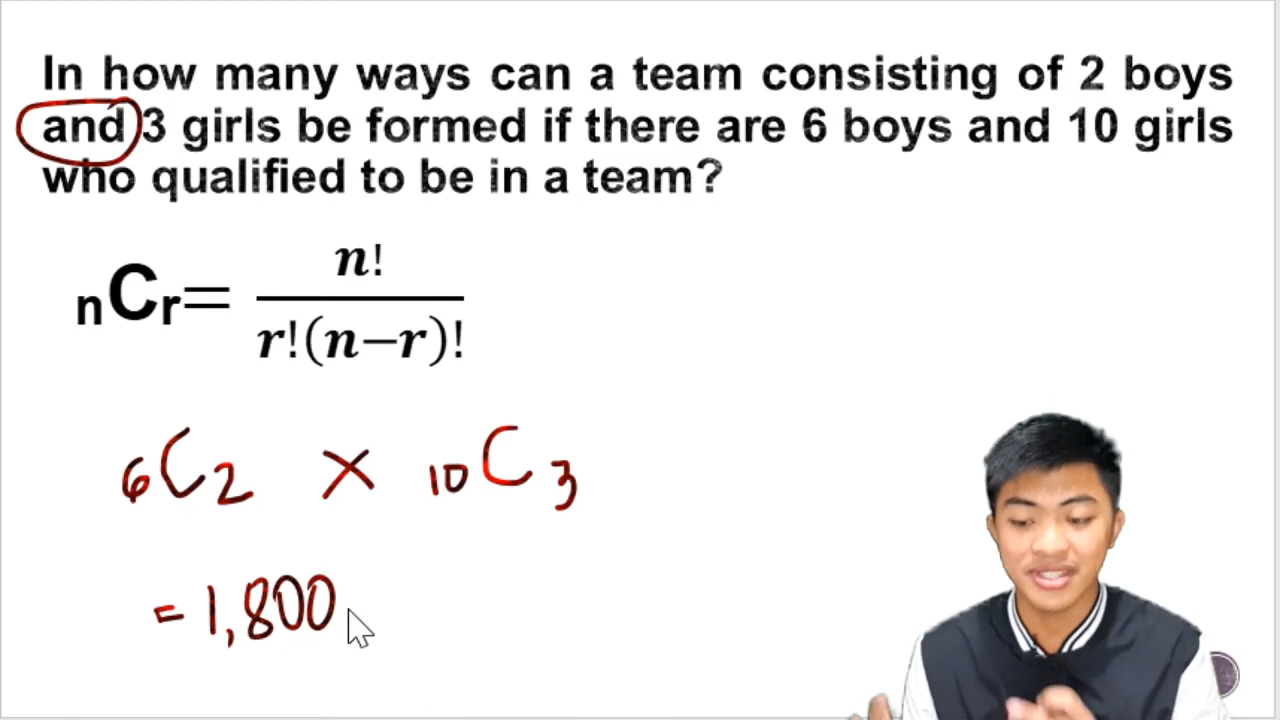 In how many ways can a team consisting of 2 boys
and 3 girls be formed if there are 6 boys and 10 girls
who qualified to be in a team?
nCr= n!
r!(n−r)!
6C2 × 10C3
= 1,800